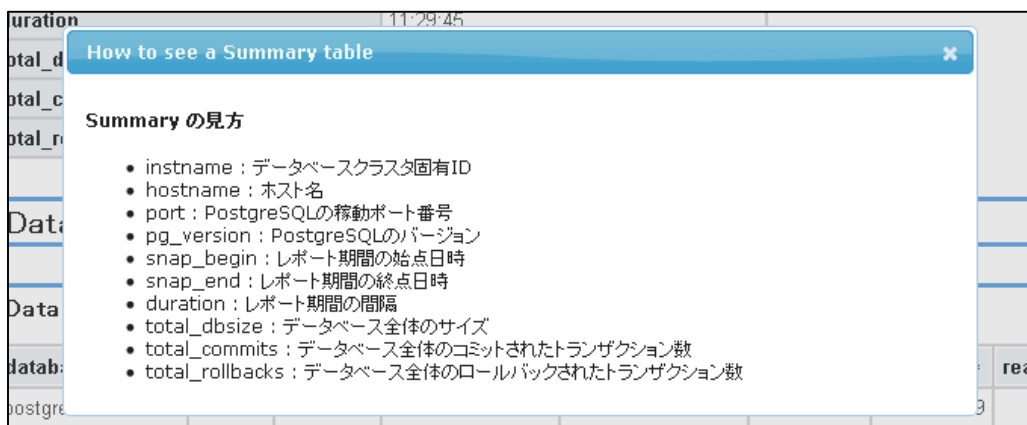 duration 11:29:45
How to see a Summary table
Summary の見方
• instname：データベースクラスタ固有ID
• hostname：ホスト名
• port：PostgreSQLの稼動ポート番号
• pg_version：PostgreSQLのバージョン
• snap_begin：レポート期間の始点日時
• snap_end：レポート期間の終点日時
• duration：レポート期間の間隔
• total_dbsize：データベース全体のサイズ
• total_commits：データベース全体のコミットされたトランザクション数
• total_rollbacks：データベース全体のロールバックされたトランザクション数
Data